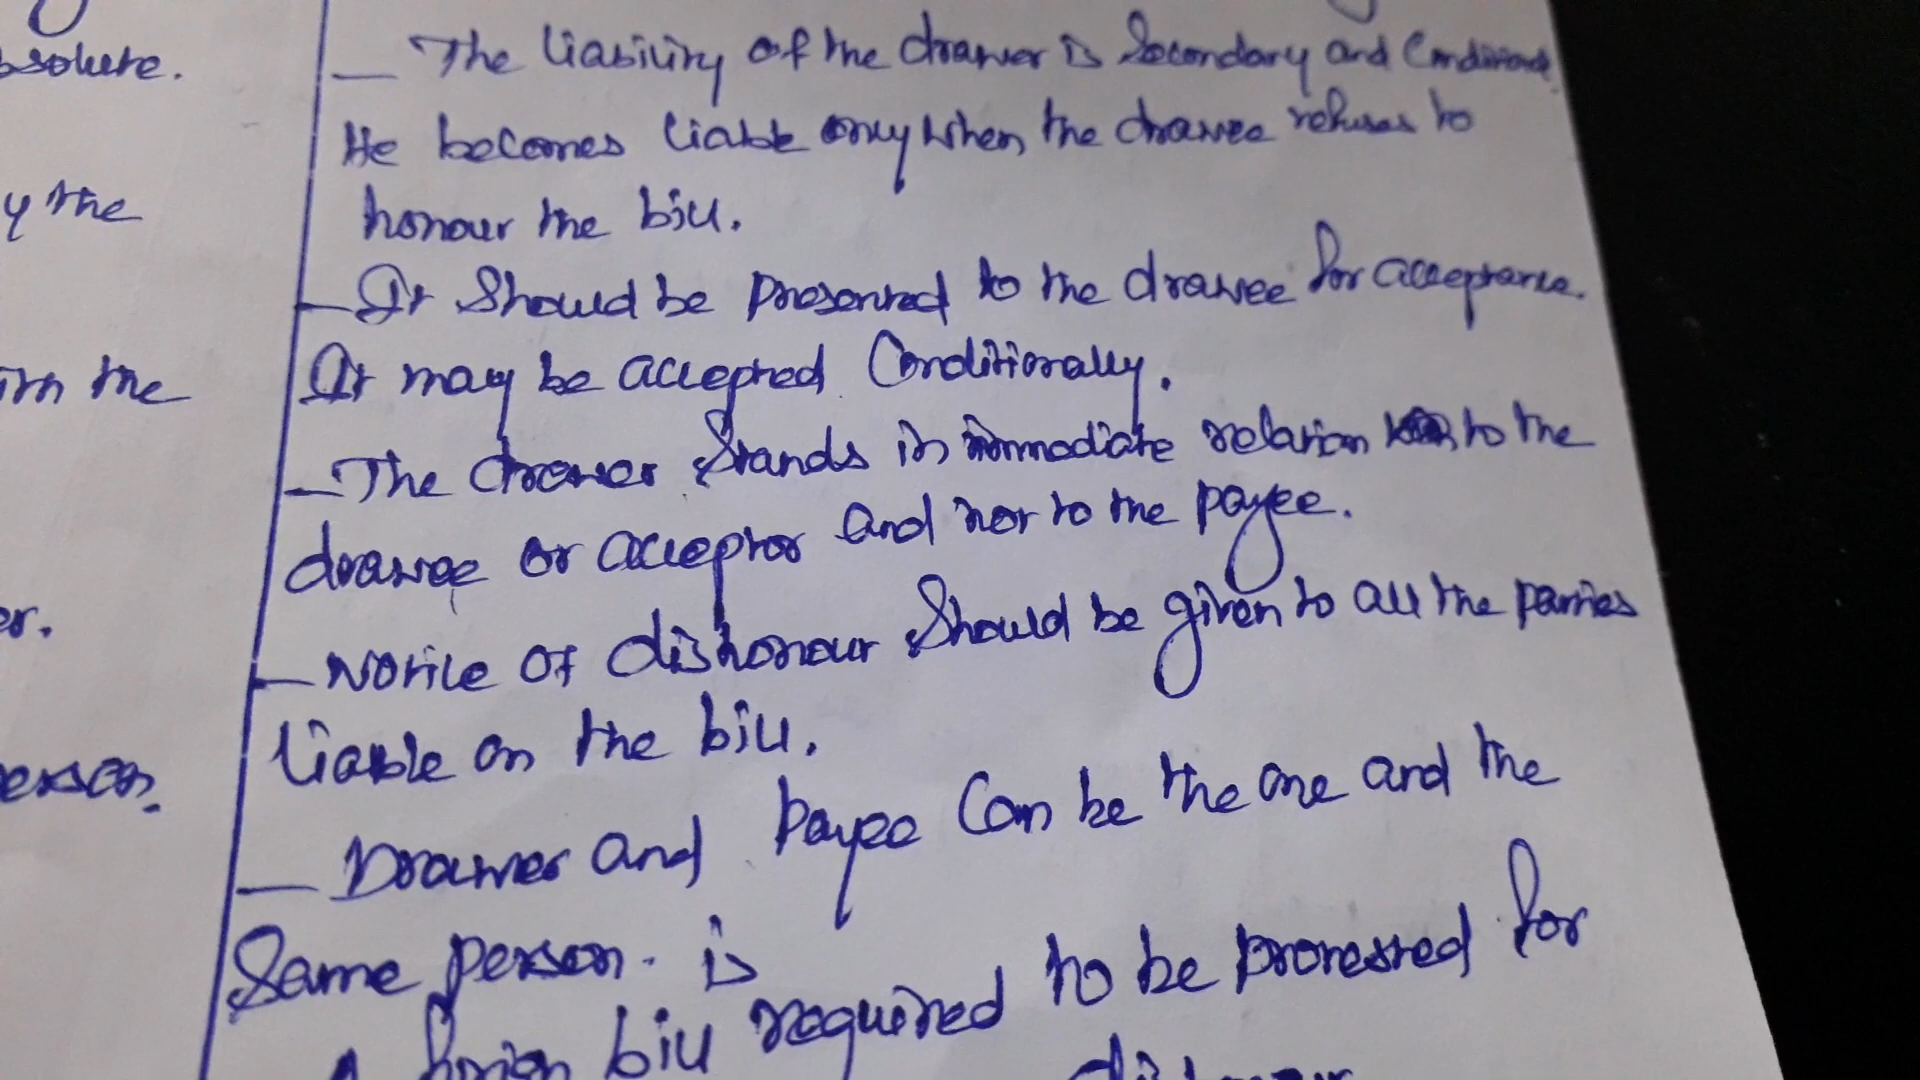 The liability of the drawer is Secondary and
He becomes liable only when the drawee refuses to
honour the bill.
- It Should be presented to the drawee for acceptance.
It may be accepted Conditionally.
- The drawer Stands in immediate relation to the
drawee or acceptor and not to the payee.
- Notice of dishonour Should be given to all the parties
liable on the bill.
- Drawer and Payee Can be the one and the
Same person.
is
A foreign bill required to be protested for
y the
the
person.